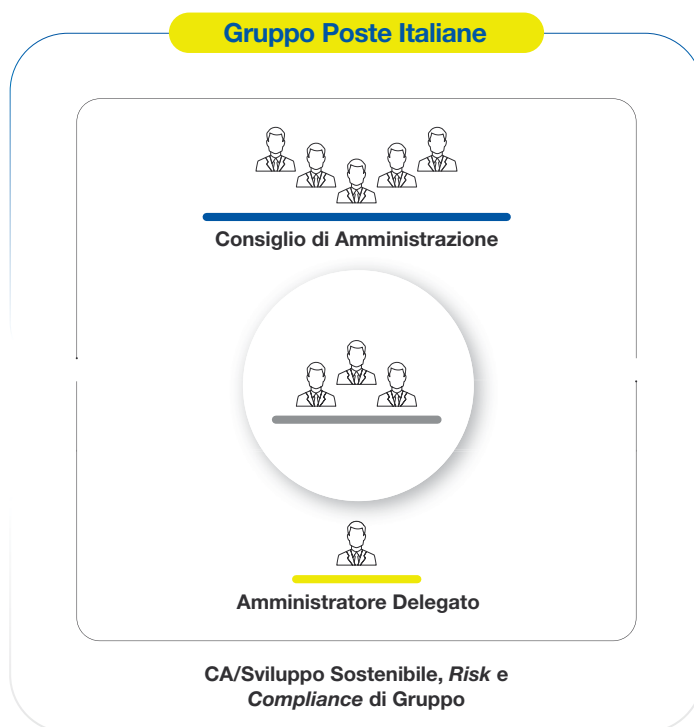 Gruppo Poste Italiane
Consiglio di Amministrazione
Amministratore Delegato
CA/Sviluppo Sostenibile, Risk e
Compliance di Gruppo